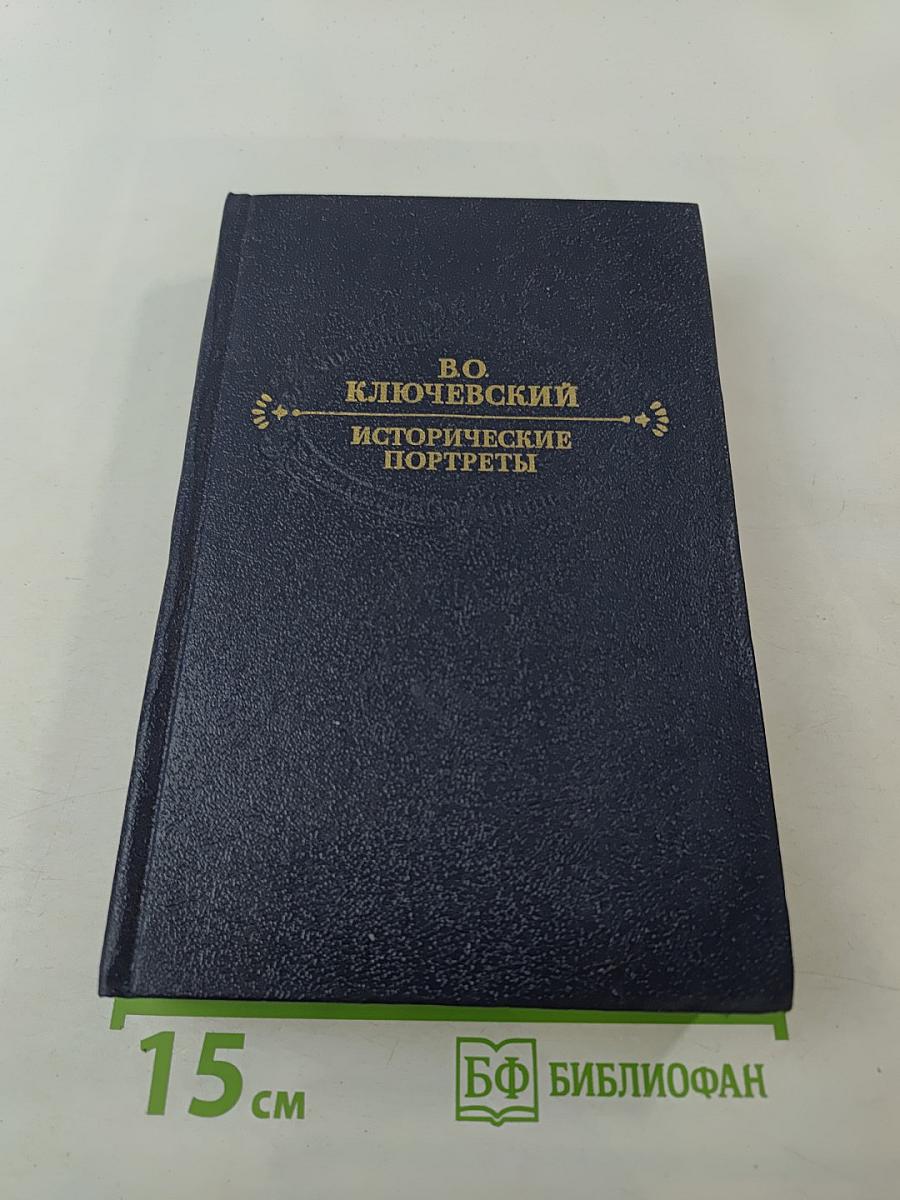 В.О.
КЛЮЧЕВСКИЙ
ИСТОРИЧЕСКИЕ
ПОРТРЕТЫ
15 см
БФ БИБЛИОФАН